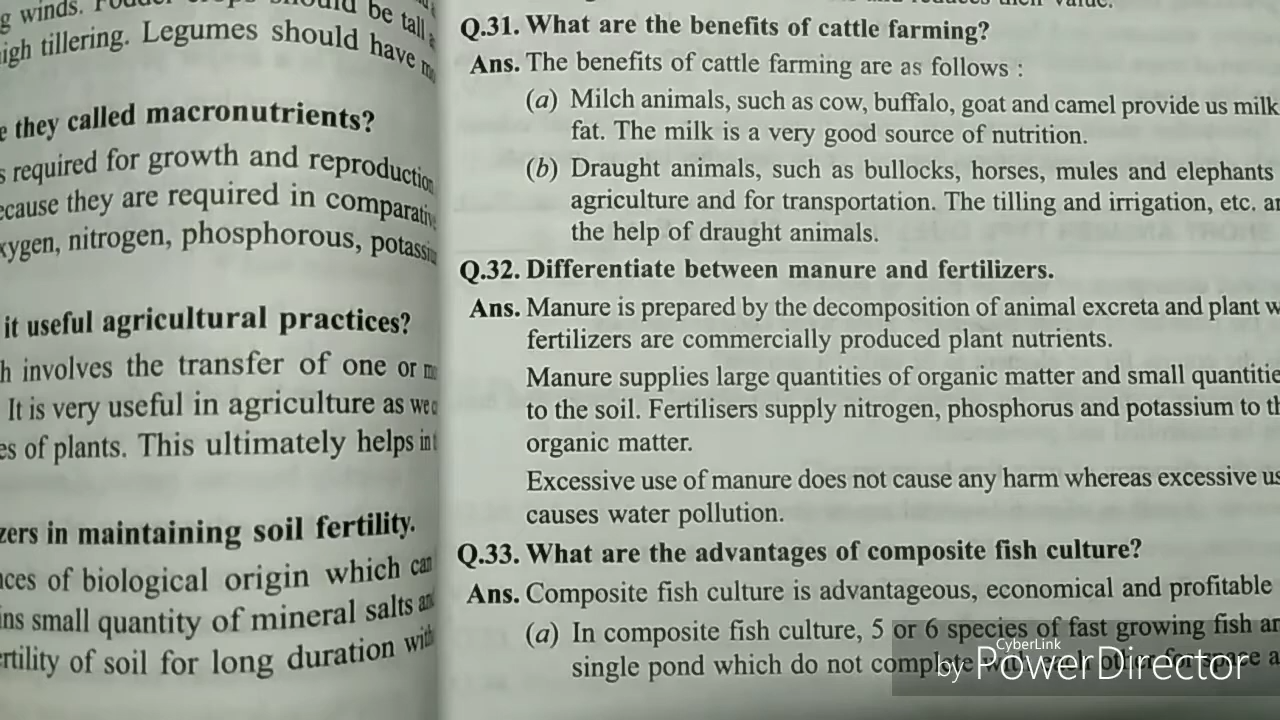 g winds.
be tall
igh tillering. Legumes should have
e they called macronutrients?
s required for growth and reproduction
ecause they are required in comparativ
xygen, nitrogen, phosphorous, potassiu
it useful agricultural practices?
h involves the transfer of one or
It is very useful in agriculture as we
es of plants. This ultimately helps in
zers in maintaining soil fertility.
nces of biological origin which can
ins small quantity of mineral salts and
rtility of soil for long duration with
Q.31. What are the benefits of cattle farming?
Ans. The benefits of cattle farming are as follows :
(a) Milch animals, such as cow, buffalo, goat and camel provide us milk
fat. The milk is a very good source of nutrition.
(b) Draught animals, such as bullocks, horses, mules and elephants
agriculture and for transportation. The tilling and irrigation, etc. ar
the help of draught animals.
Q.32. Differentiate between manure and fertilizers.
Ans. Manure is prepared by the decomposition of animal excreta and plant w
fertilizers are commercially produced plant nutrients.
Manure supplies large quantities of organic matter and small quantitie
to the soil. Fertilisers supply nitrogen, phosphorus and potassium to th
organic matter.
Excessive use of manure does not cause any harm whereas excessive us
causes water pollution.
Q.33. What are the advantages of composite fish culture?
Ans. Composite fish culture is advantageous, economical and profitable
(a) In composite fish culture, 5 or 6 species of fast growing fish ar
single pond which do not complete with each other for space a
CyberLink
by PowerDirector